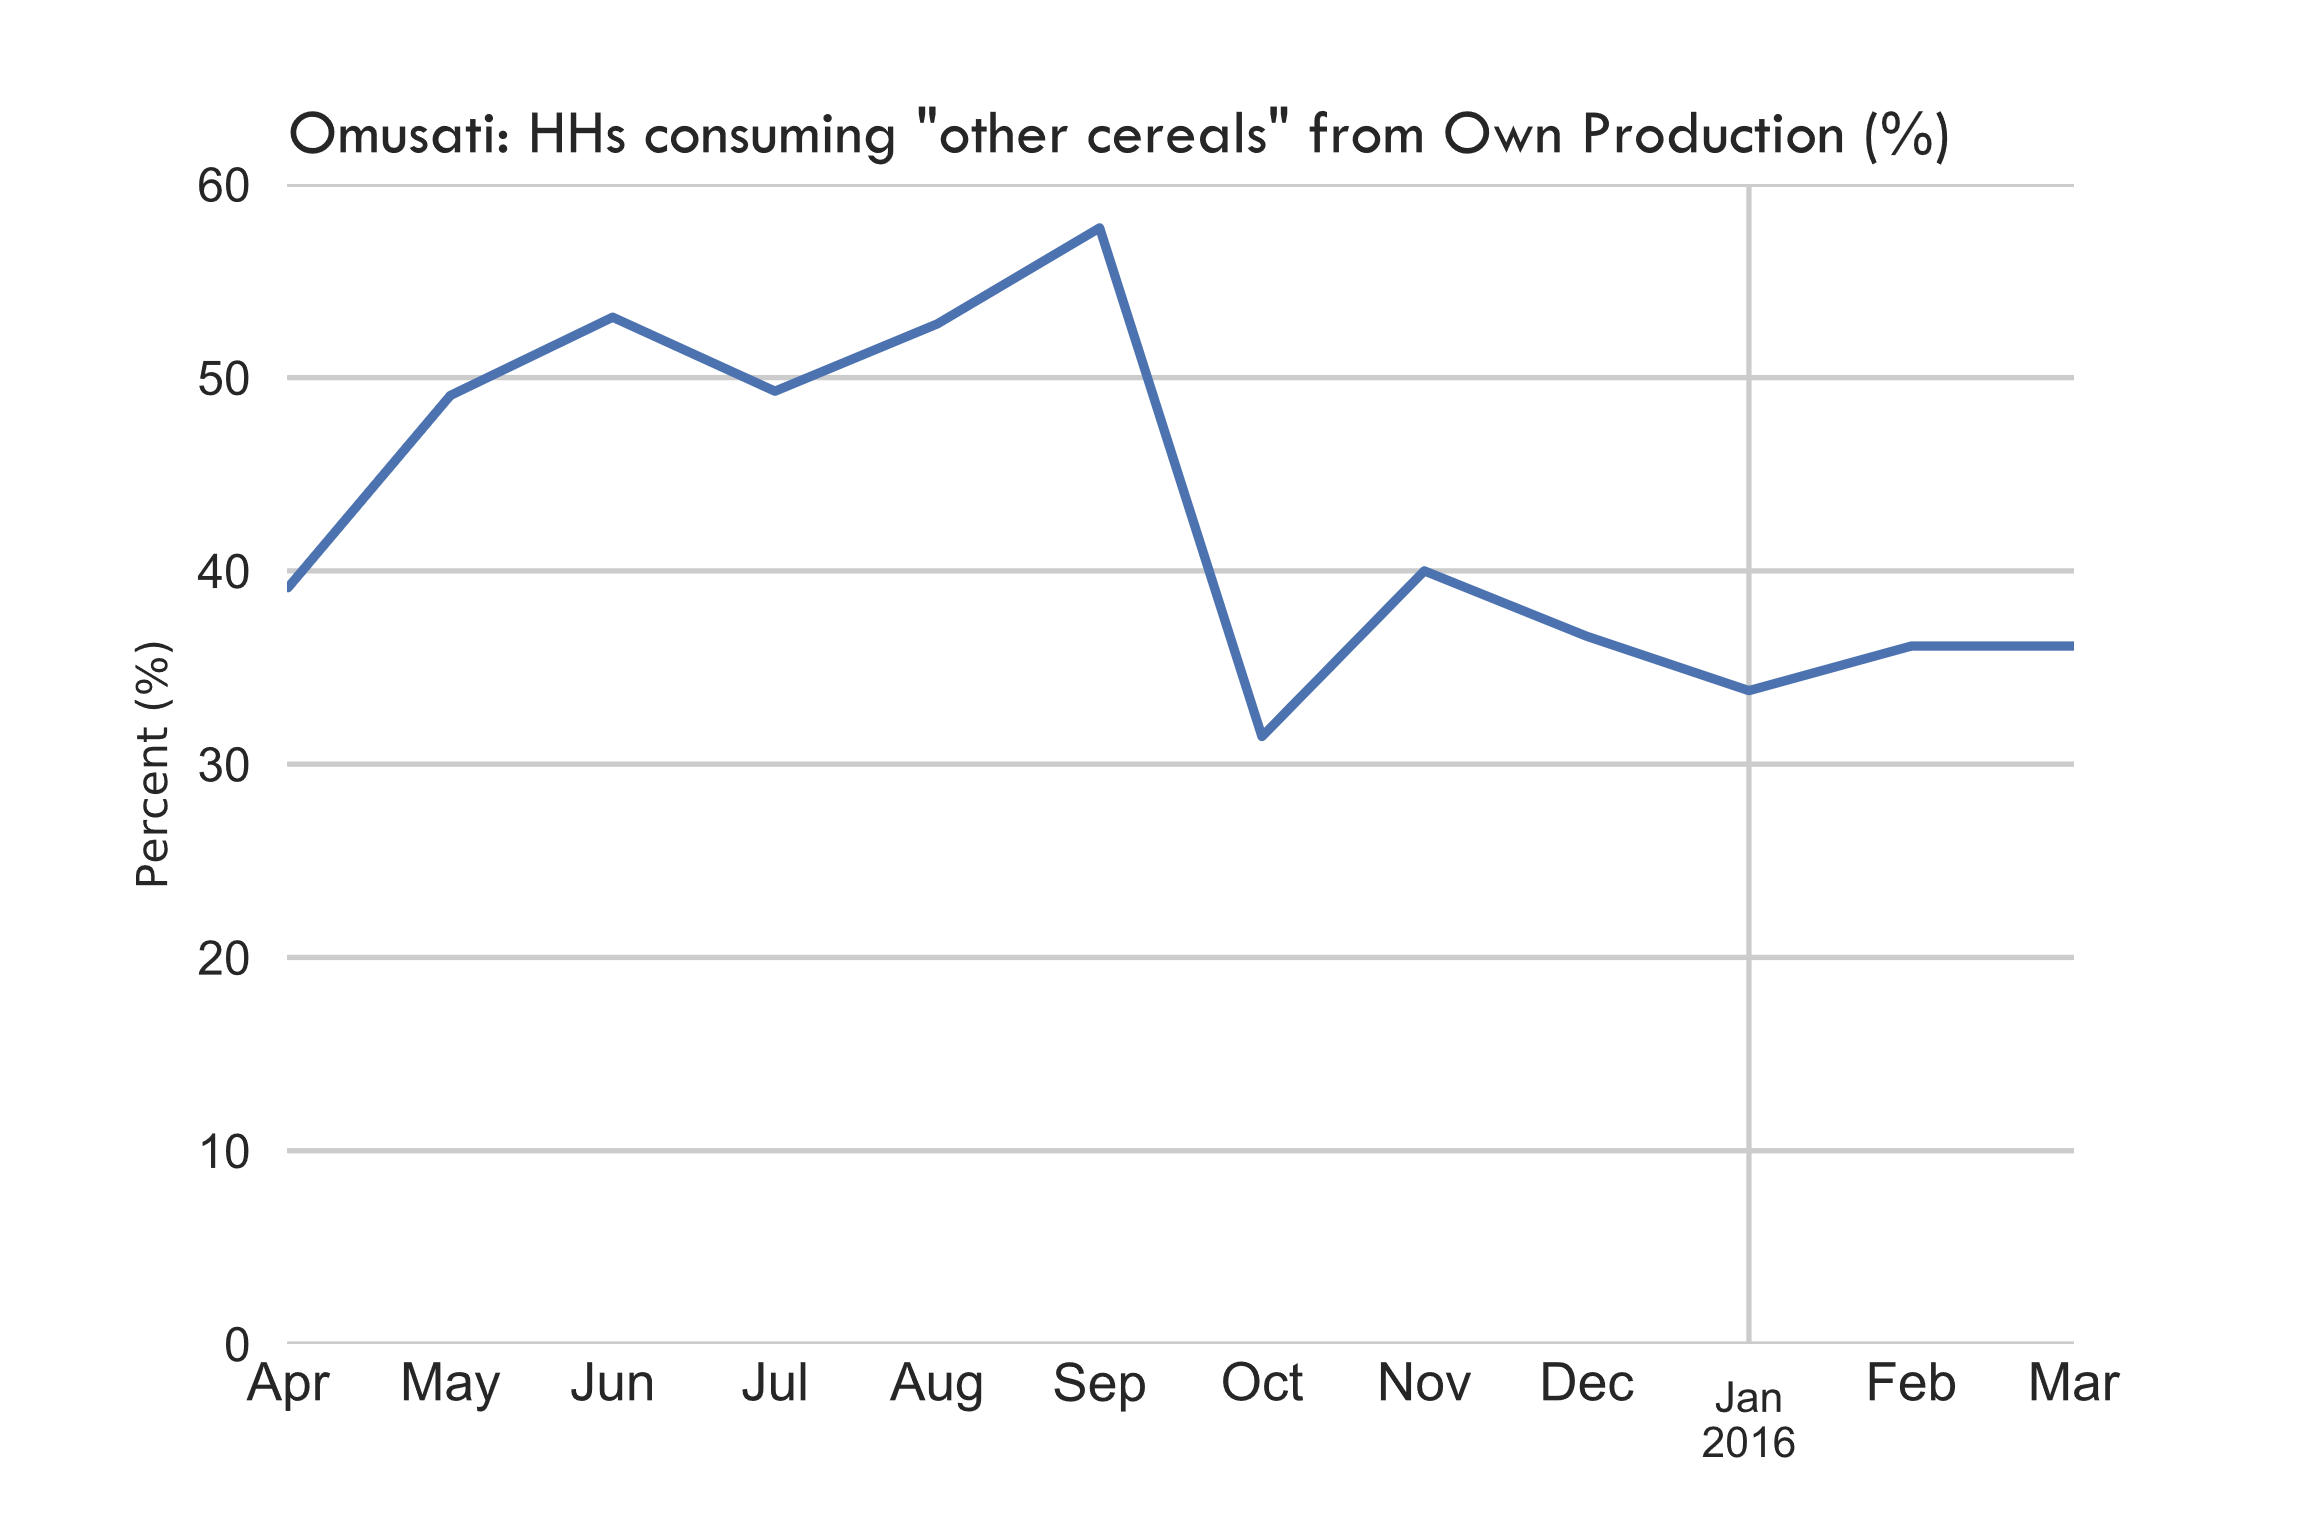 Omusati: HHs consuming "other cereals" from Own Production (%)
60
50
40
30
20
10
0
Percent (%)
Apr May Jun Jul Aug Sep Oct Nov Dec Jan Feb Mar
2016